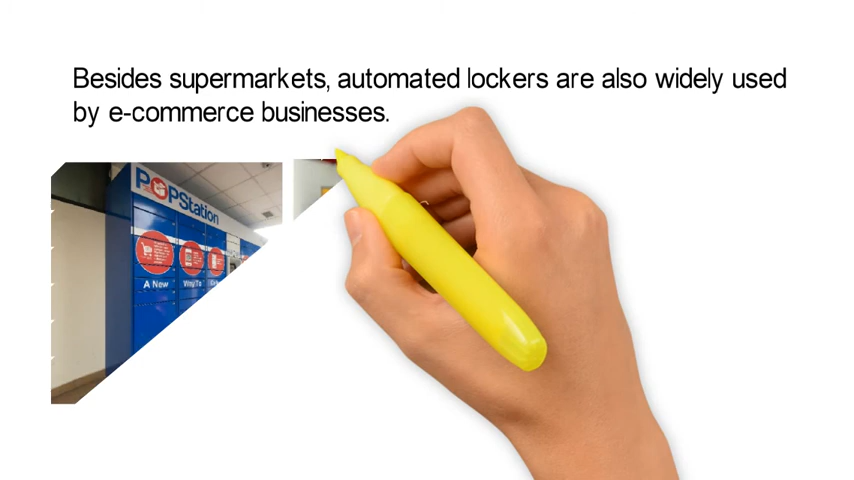 Besides supermarkets, automated lockers are also widely used
by e-commerce businesses.
POPStation
A New Way To